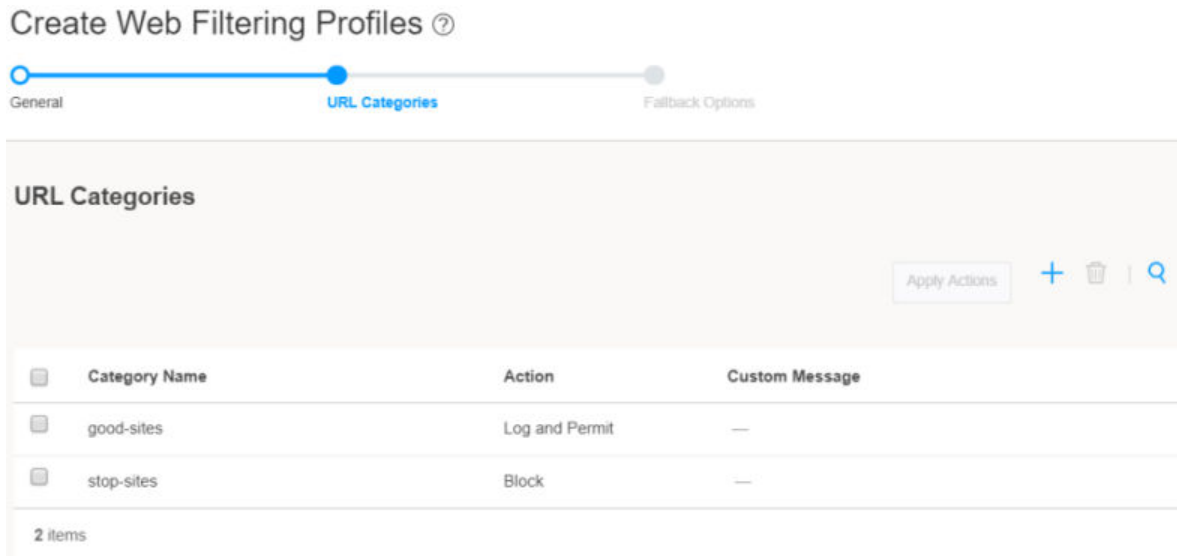 Create Web Filtering Profiles ?
General URL Categories Fallback Options
URL Categories
Apply Actions
Category Name Action Custom Message
good-sites Log and Permit —
stop-sites Block —
2 items